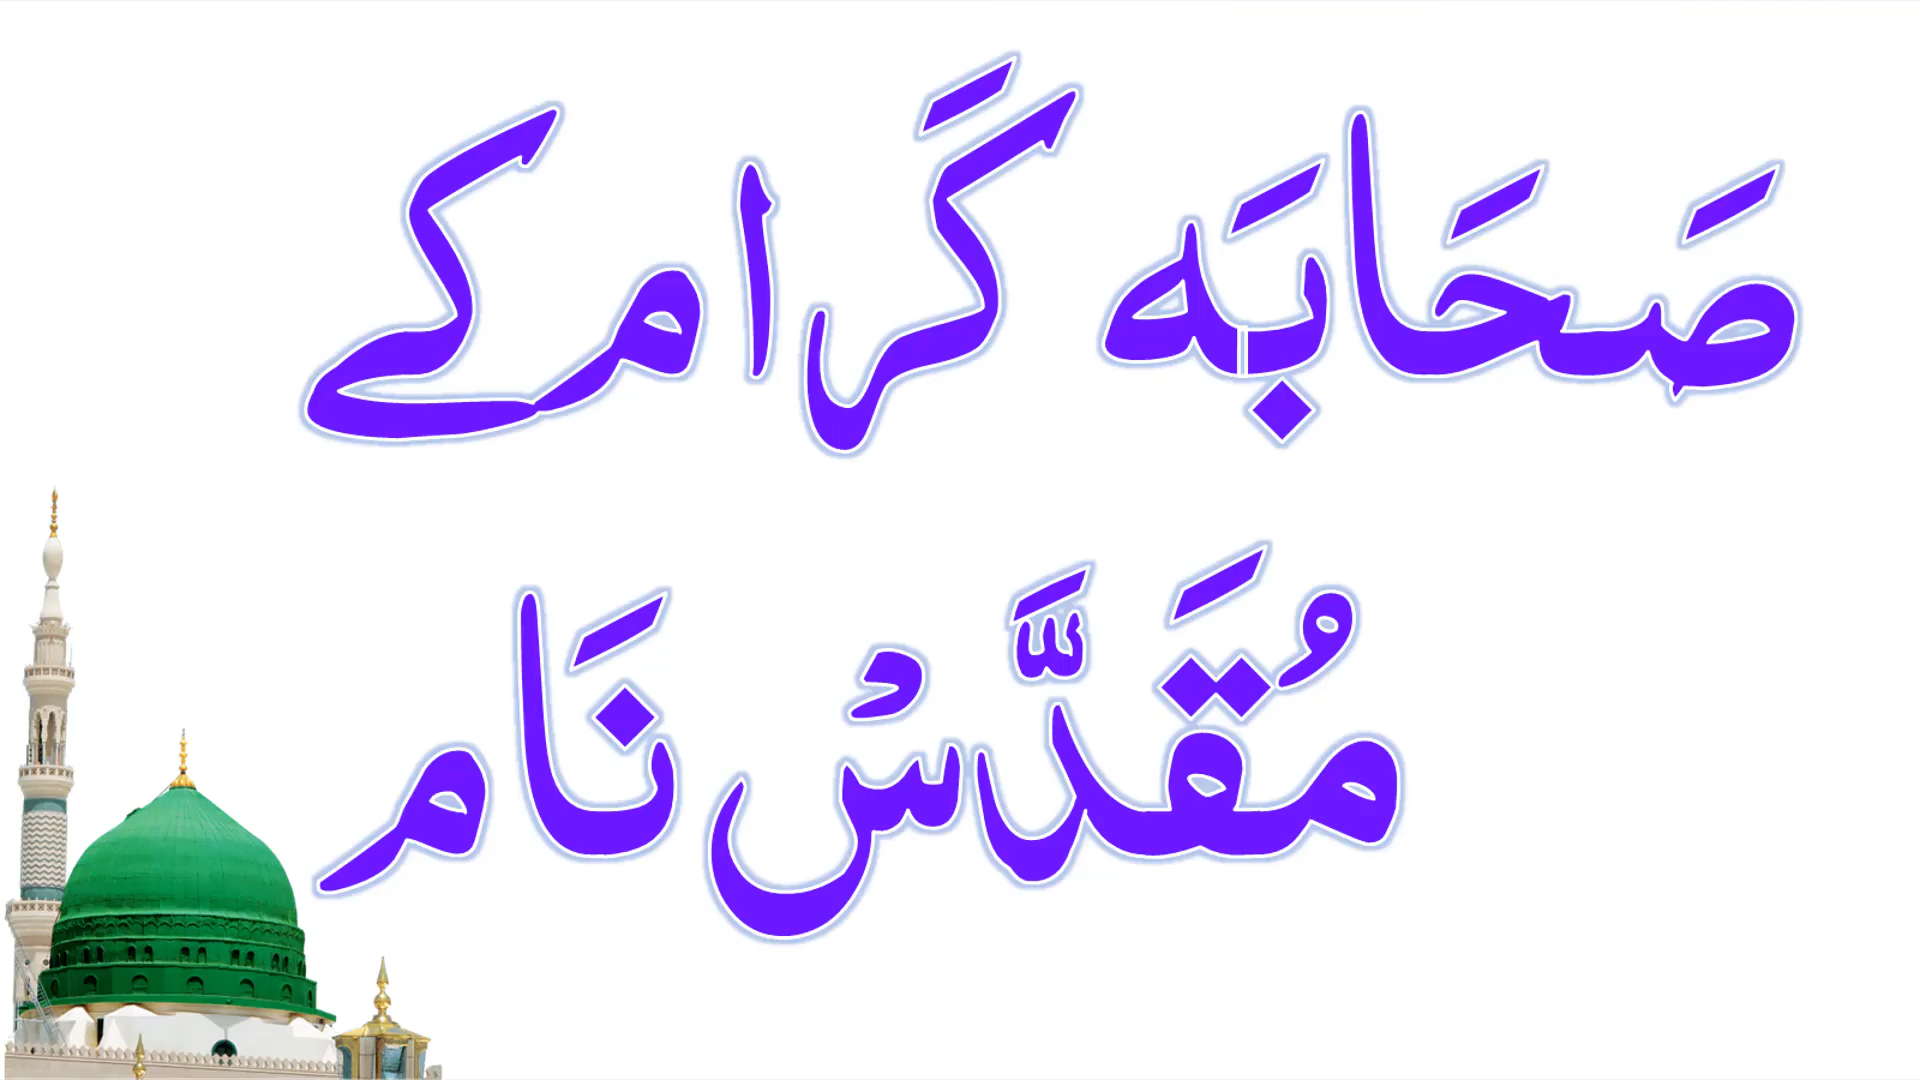 صَحَابَه گَرام کے
مُقَدَّسْ نَام